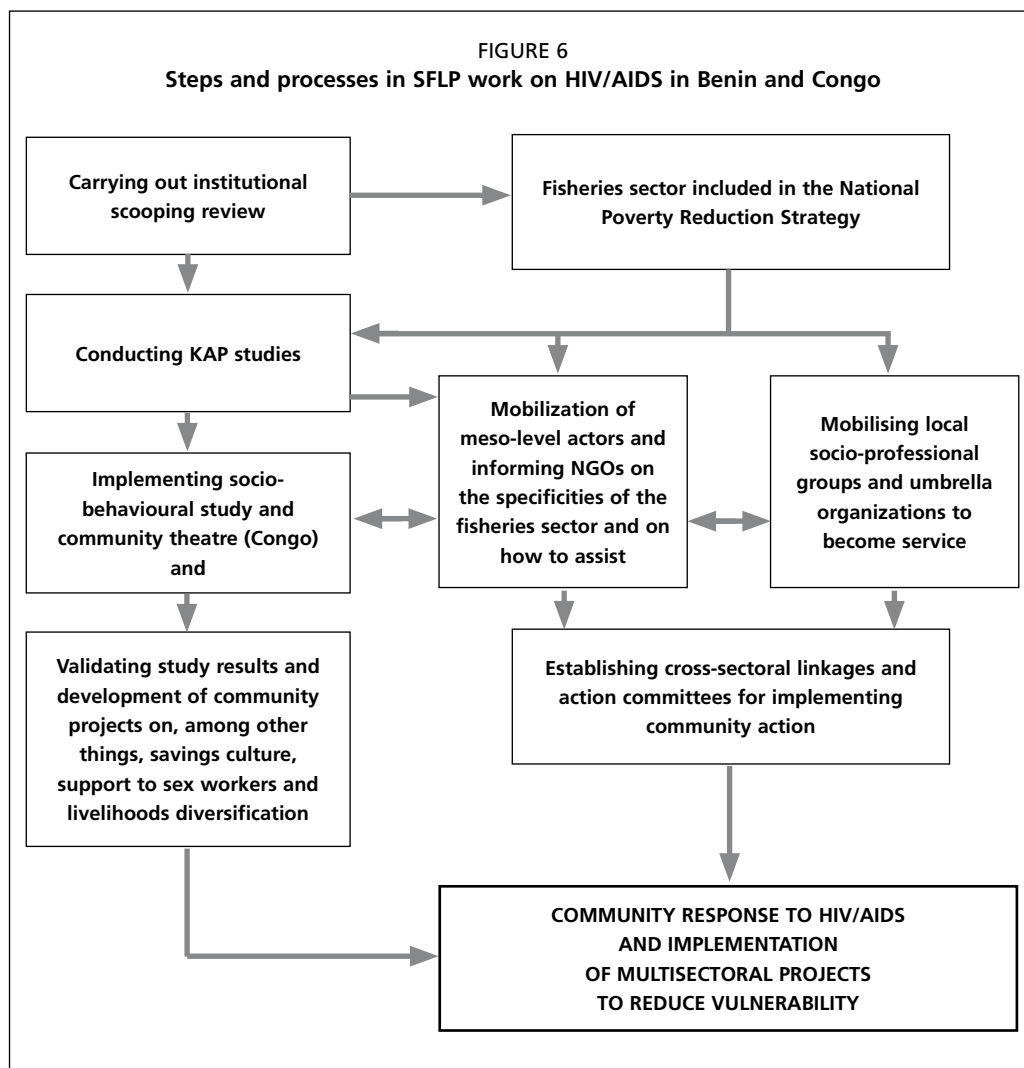 FIGURE 6
Steps and processes in SFLP work on HIV/AIDS in Benin and Congo
Carrying out institutional
scooping review
Fisheries sector included in the National
Poverty Reduction Strategy
Conducting KAP studies
Mobilization of
meso-level actors and
informing NGOs on
the specificities of the
fisheries sector and on
how to assist
Mobilising local
socio-professional
groups and umbrella
organizations to
become service
Implementing socio-
behavioural study and
community theatre (Congo)
and
Validating study results and
development of community
projects on, among other
things, savings culture,
support to sex workers and
livelihoods diversification
Establishing cross-sectoral linkages and
action committees for implementing
community action
COMMUNITY RESPONSE TO HIV/AIDS
AND IMPLEMENTATION
OF MULTISECTORAL PROJECTS
TO REDUCE VULNERABILITY